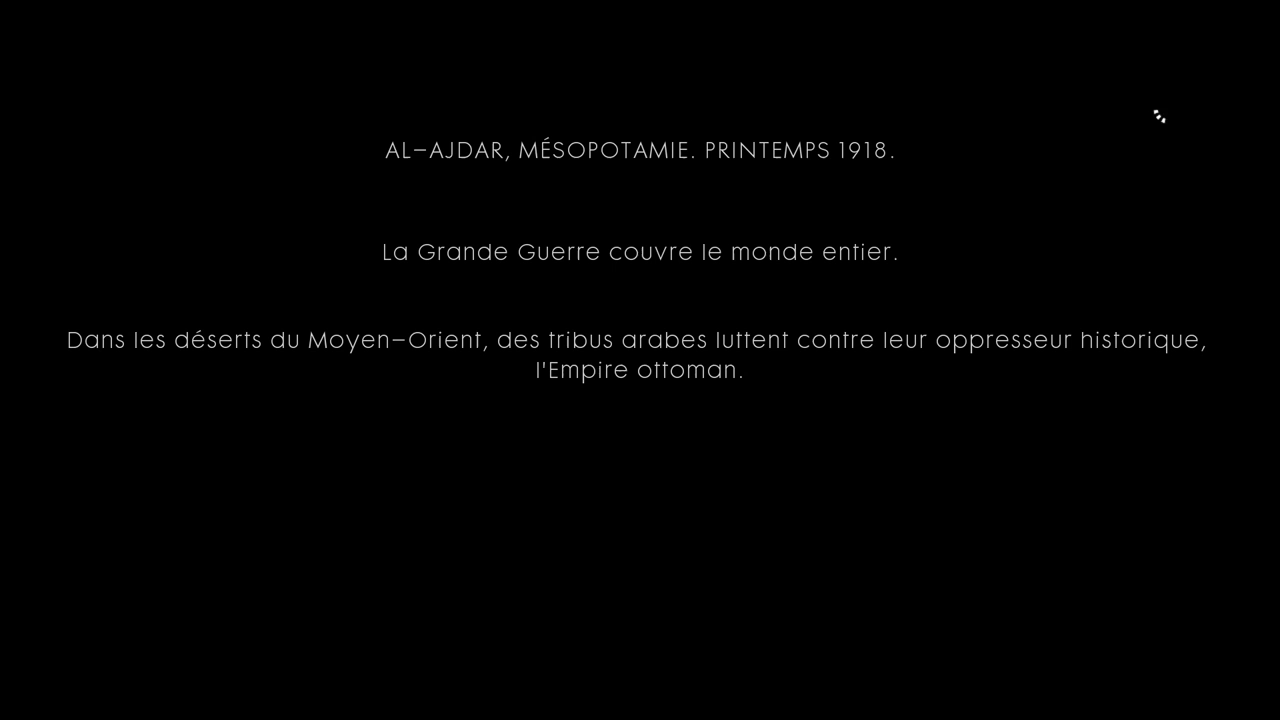 AL-AJDAR, MÉSOPOTAMIE. PRINTEMPS 1918.
La Grande Guerre couvre le monde entier.
Dans les déserts du Moyen-Orient, des tribus arabes luttent contre leur oppresseur historique,
l'Empire ottoman.